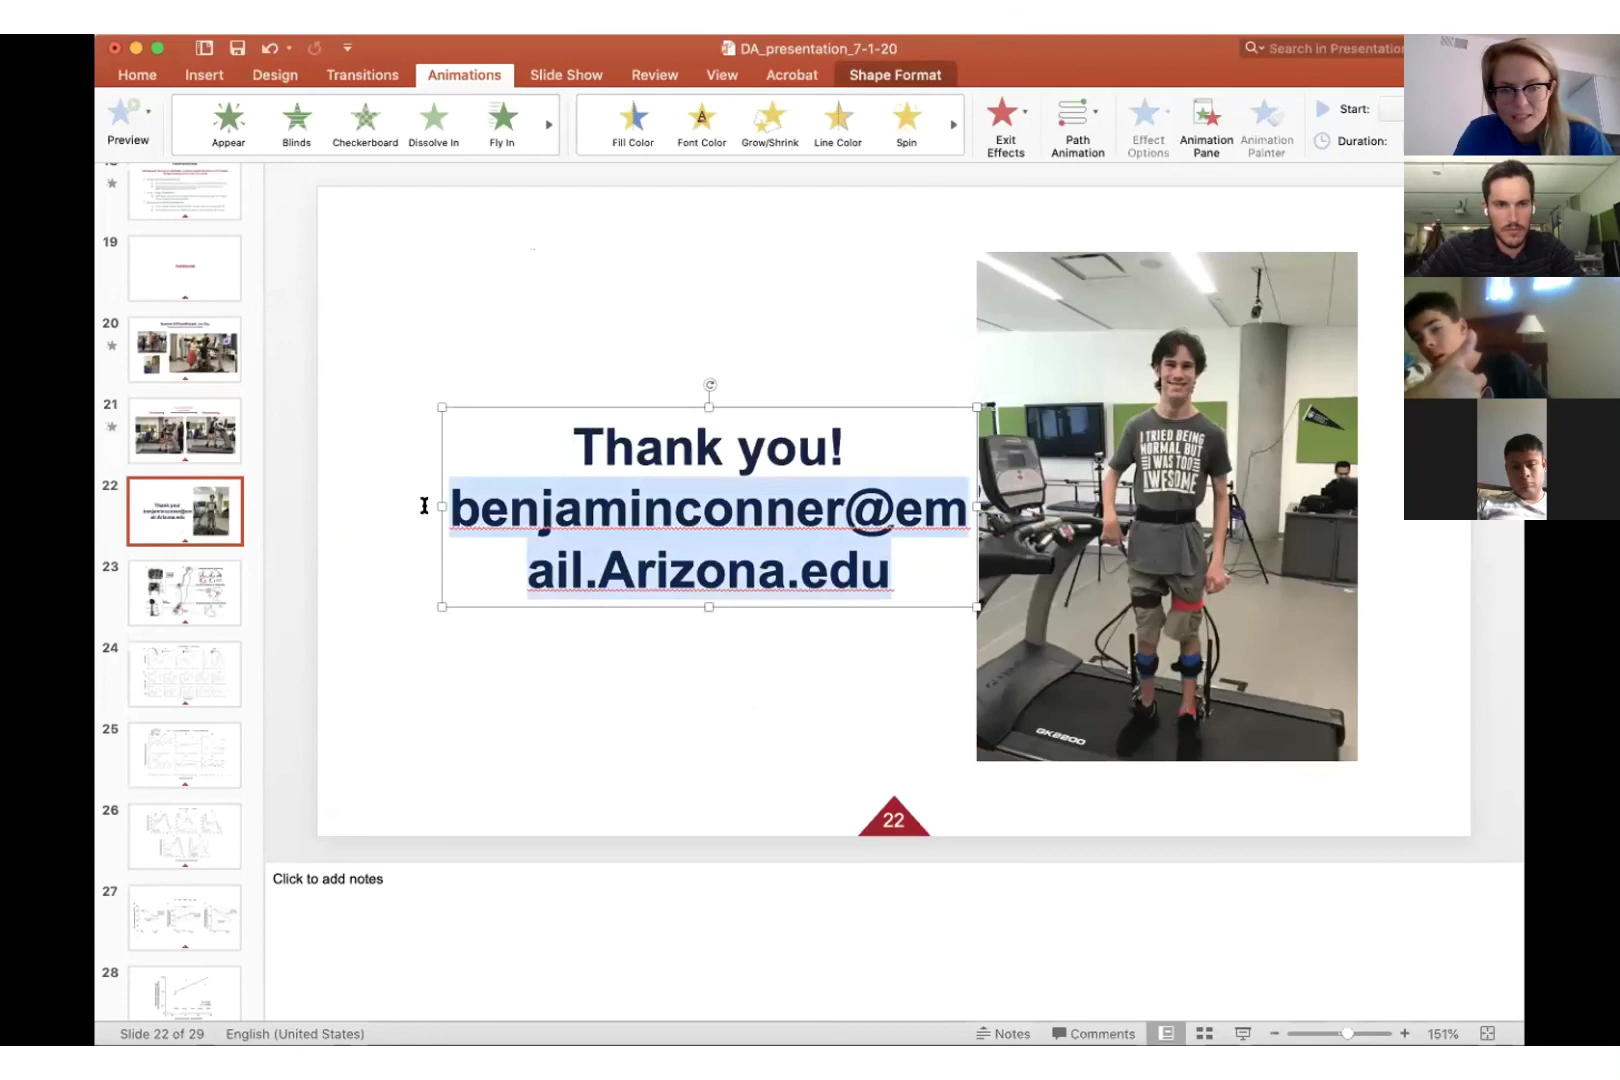 DA_presentation_7-1-20
Search in Presentation
Home Insert Design Transitions Animations Slide Show Review View Acrobat Shape Format
Preview
Appear Blinds Checkerboard Dissolve In Fly In
Fill Color Font Color Grow/Shrink Line Color Spin
Exit Effects
Path Animation
Effect Options
Animation Pane
Animation Painter
Start:
Duration:
19
20
21
22
23
24
25
26
27
28
Thank you!
benjaminconner@em
ail.Arizona.edu
I TRIED BEING
NORMAL BUT
I WAS TOO
AWESOME
GK2200
22
Click to add notes
Slide 22 of 29 English (United States)
Notes Comments 151%